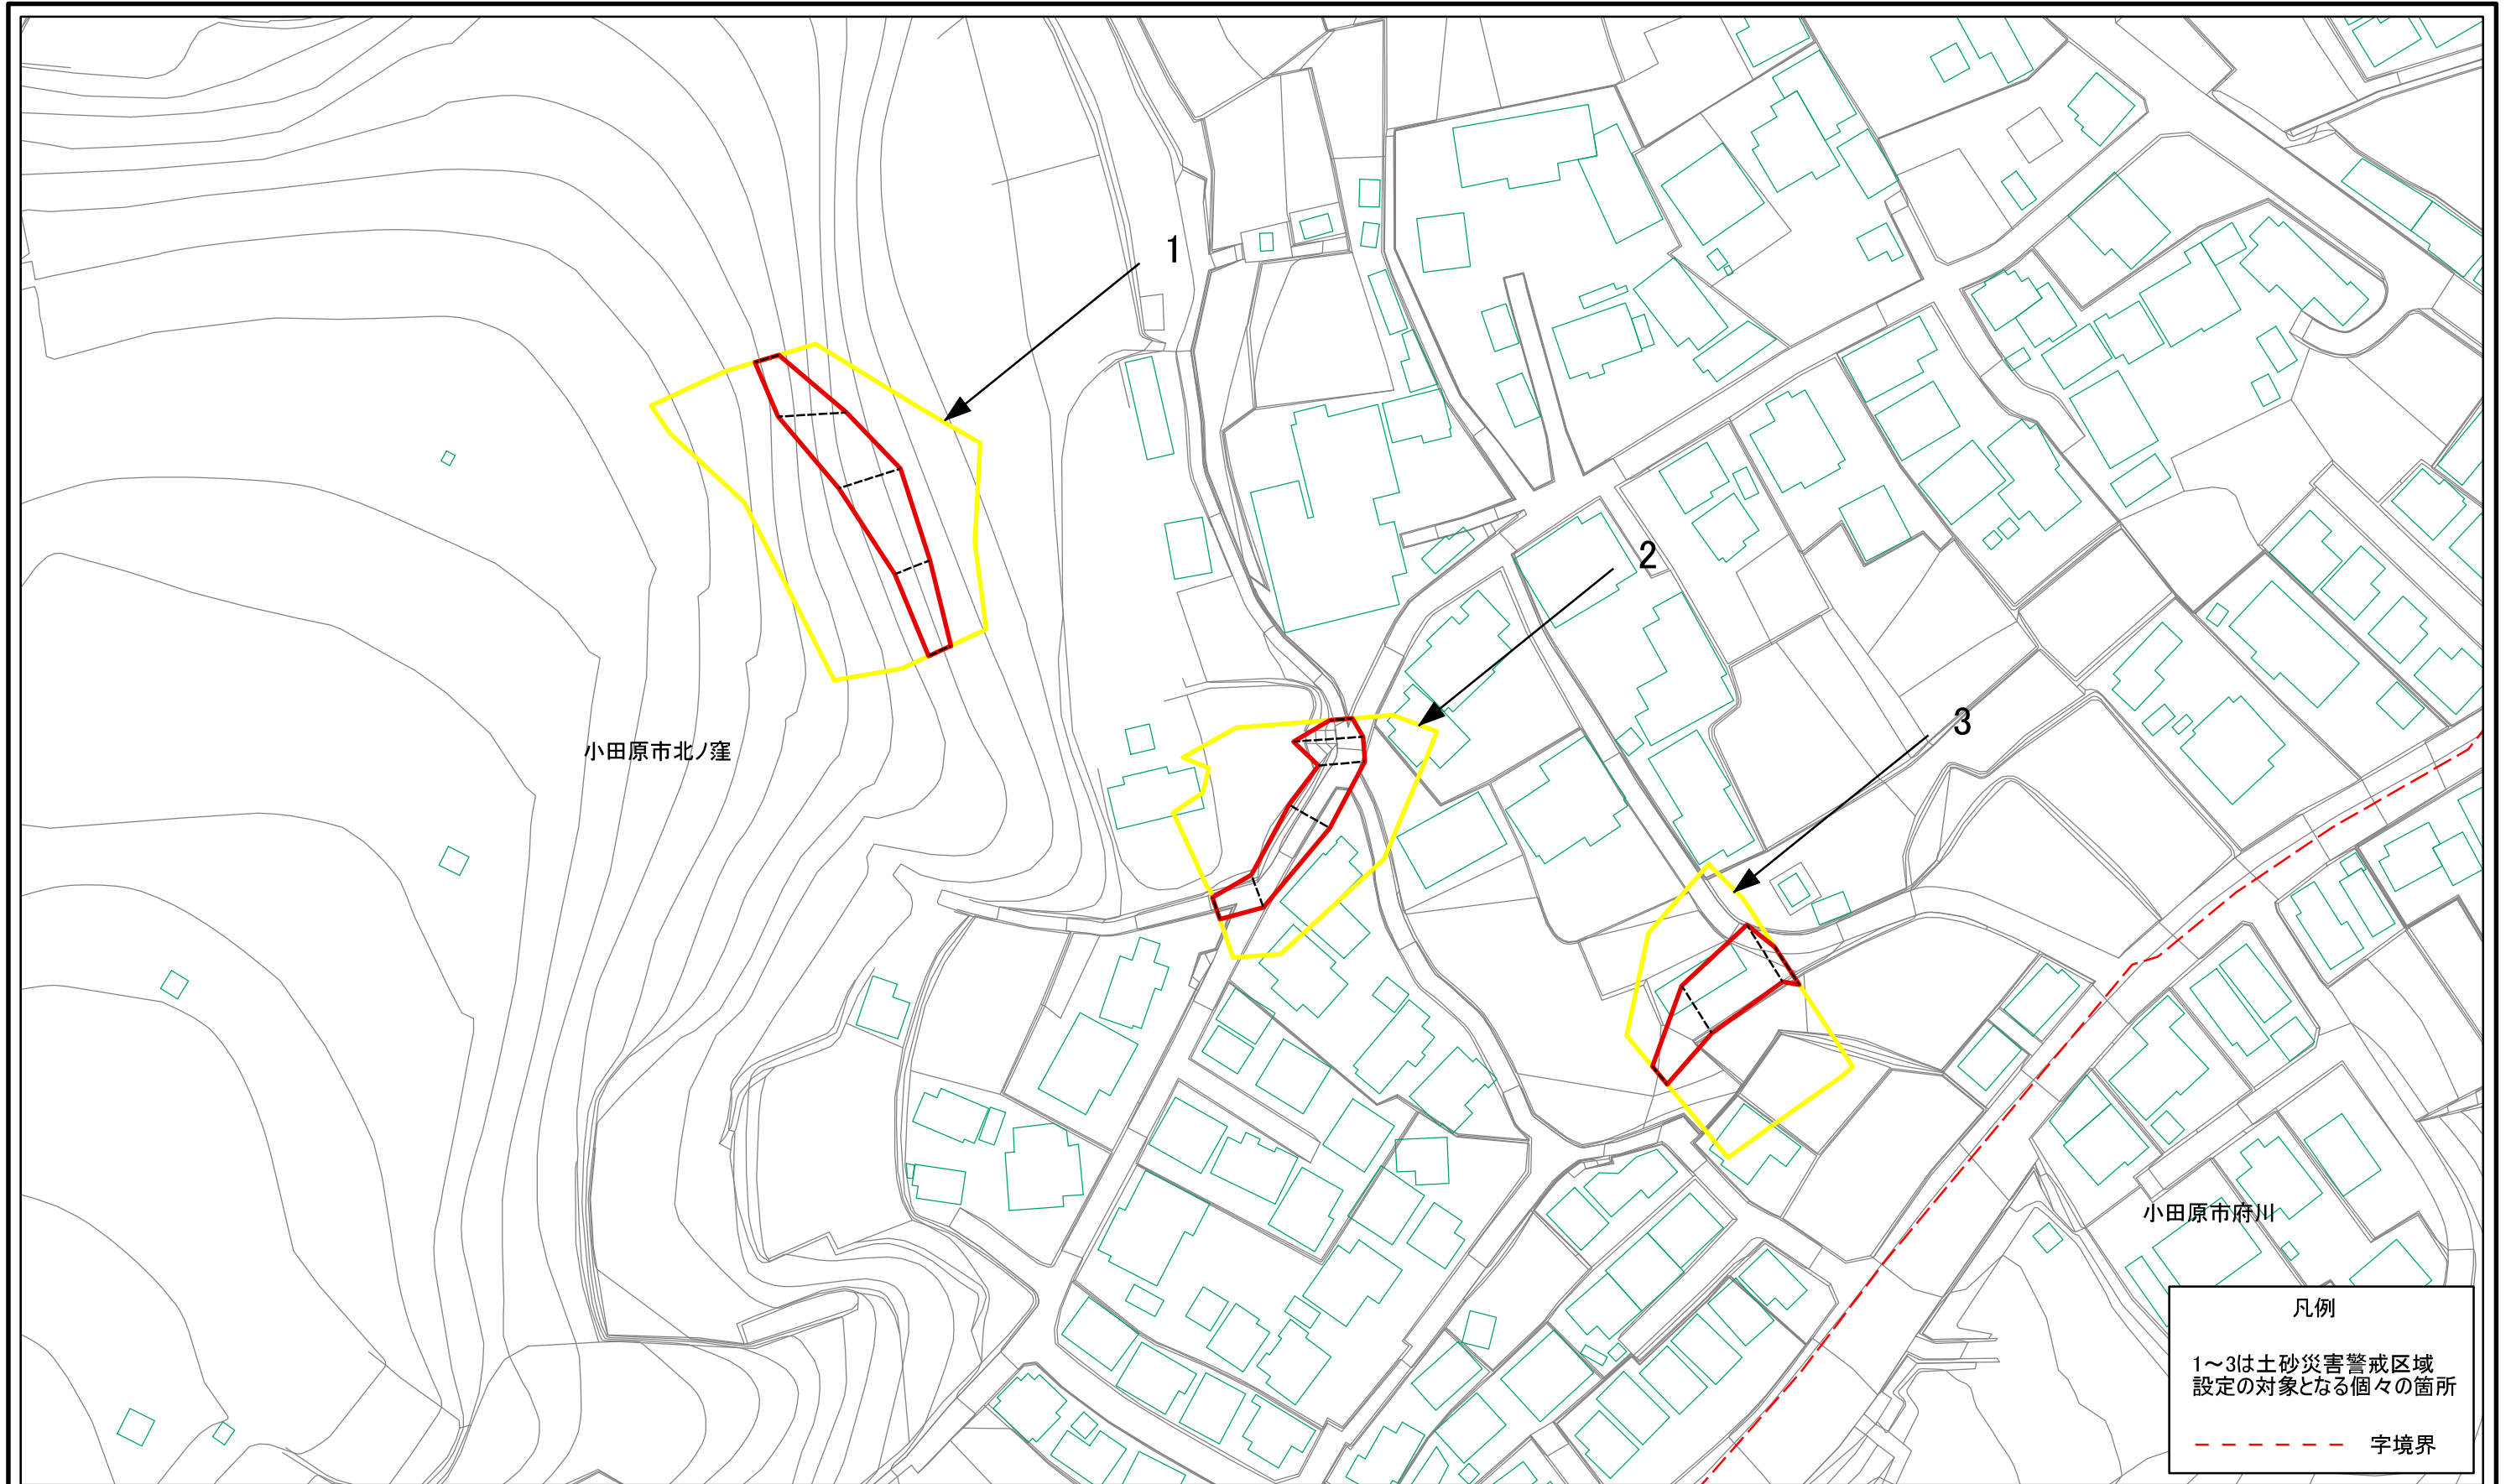 1
2
3
小田原市北ノ窪
小田原市府川
凡例
1～3は土砂災害警戒区域
設定の対象となる個々の箇所
字境界